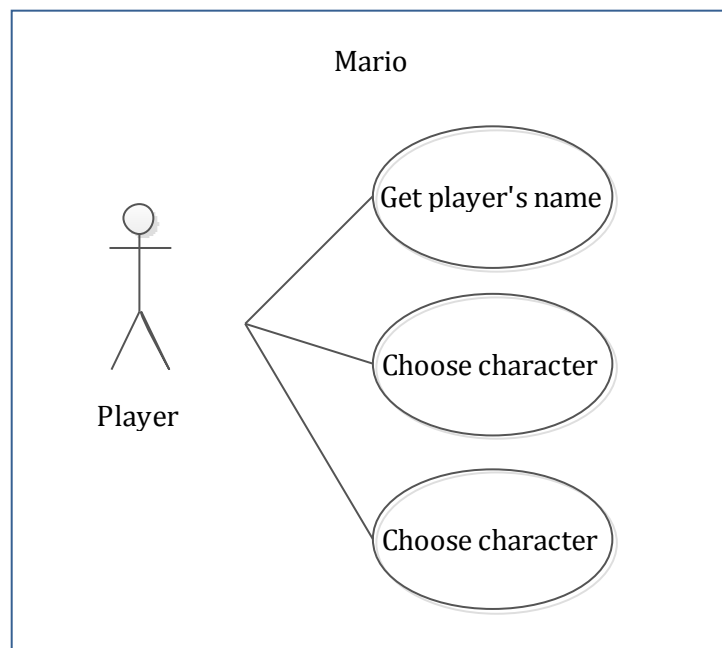 Mario
Get player's name
Choose character
Player
Choose character